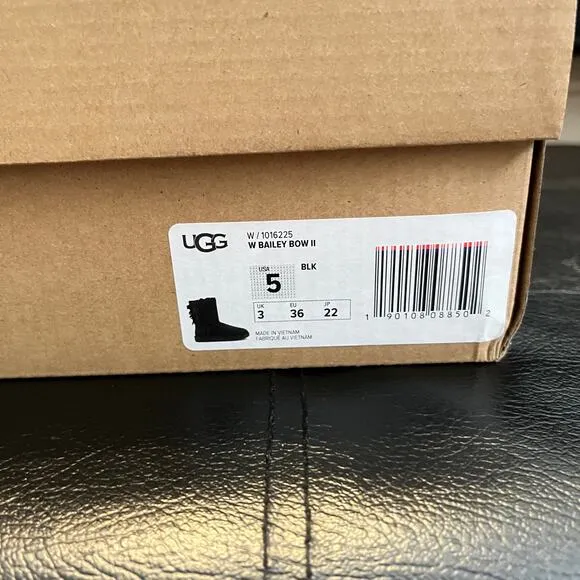 UGG
W / 1016225
W BAILEY BOW II
USA
5
BLK
UK EU JP
3 36 22
MADE IN VIETNAM
FABRIQUÉ AU VIETNAM
1 90108 08850 2